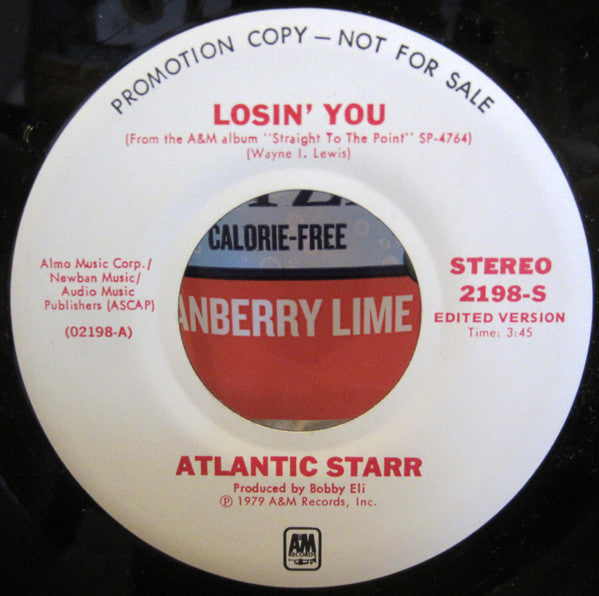 PROMOTION COPY — NOT FOR SALE
LOSIN' YOU
(From the A&M album "Straight To The Point" SP-4764)
(Wayne I. Lewis)
Almo Music Corp./
Newban Music/
Audio Music
Publishers (ASCAP)
(02198-A)
CALORIE-FREE
ANBERRY LIME
STEREO
2198-S
EDITED VERSION
Time: 3:45
ATLANTIC STARR
Produced by Bobby Eli
℗ 1979 A&M Records, Inc.
A&M
RECORDS